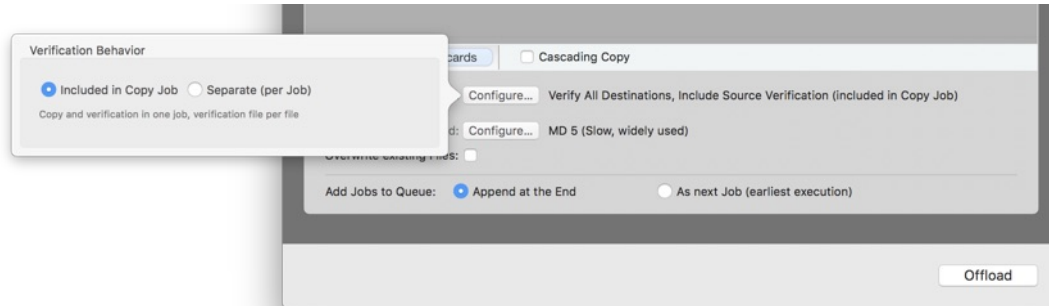 Verification Behavior
Included in Copy Job Separate (per Job)
Copy and verification in one job, verification file per file
Cascading Copy
Configure... Verify All Destinations, Include Source Verification (included in Copy Job)
Configure... MD 5 (Slow, widely used)
Overwrite existing Files:
Add Jobs to Queue: Append at the End As next Job (earliest execution)
Offload